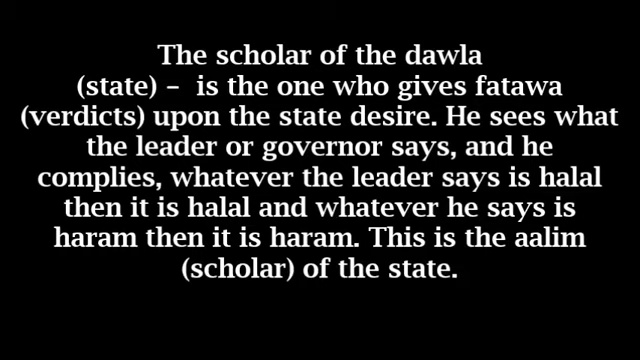 The scholar of the dawla
(state) – is the one who gives fatawa
(verdicts) upon the state desire. He sees what
the leader or governor says, and he
complies, whatever the leader says is halal
then it is halal and whatever he says is
haram then it is haram. This is the aalim
(scholar) of the state.